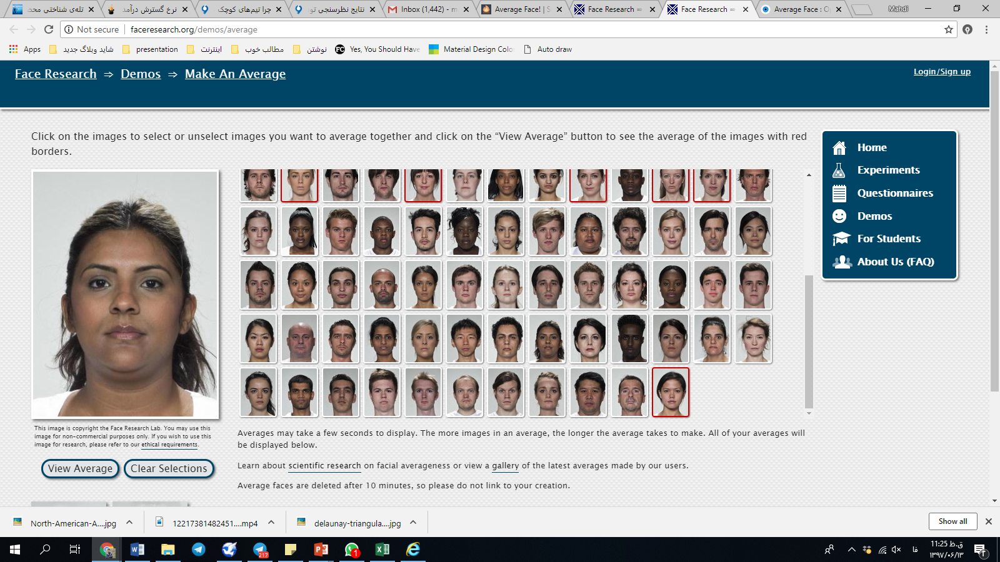 تله‌ی شناختی محص
نرخ گسترش درآمد
چرا تیم‌های کوچک
نتایج نظرسنجی تور
Inbox (1,442) - m
Average Face! | S
Face Research ⇒
Face Research ⇒
Average Face : O
Mahdi
Not secure | faceresearch.org/demos/average
Apps
شاید وبلاگ جدید
presentation
اینترنت
مطالب خوب
نوشتن
FC
Yes, You Should Have
Material Design Colo
Auto draw
Face Research ⇒ Demos ⇒ Make An Average
Login/Sign up
Click on the images to select or unselect images you want to average together and click on the “View Average” button to see the average of the images with red
borders.
Home
Experiments
Questionnaires
Demos
For Students
About Us (FAQ)
This image is copyright the Face Research Lab. You may use this
image for non-commercial purposes only. If you wish to use this
image for research, please refer to our ethical requirements.
View Average
Clear Selections
Averages may take a few seconds to display. The more images in an average, the longer the average takes to make. All of your averages will
be displayed below.
Learn about scientific research on facial averageness or view a gallery of the latest averages made by our users.
Average faces are deleted after 10 minutes, so please do not link to your creation.
North-American-A....jpg
12217381482451....mp4
delaunay-triangula....jpg
Show all
217
1
فا
11:25 ق.ظ
۱۳۹۷/۰۶/۱۳